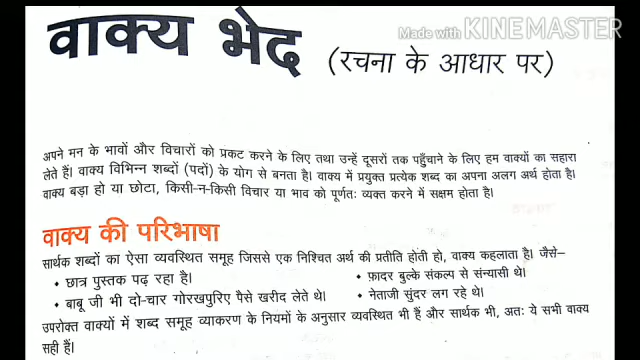 Made with KINEMASTER
वाक्य भेद (रचना के आधार पर)
अपने मन के भावों और विचारों को प्रकट करने के लिए तथा उन्हें दूसरों तक पहुँचाने के लिए हम वाक्यों का सहारा
लेते हैं। वाक्य विभिन्न शब्दों (पदों) के योग से बनता है। वाक्य में प्रयुक्त प्रत्येक शब्द का अपना अलग अर्थ होता है।
वाक्य बड़ा हो या छोटा, किसी-न-किसी विचार या भाव को पूर्णतः व्यक्त करने में सक्षम होता है।
वाक्य की परिभाषा
सार्थक शब्दों का ऐसा व्यवस्थित समूह जिससे एक निश्चित अर्थ की प्रतीति होती हो, वाक्य कहलाता है। जैसे–
• छात्र पुस्तक पढ़ रहा है।
• फ़ादर बुल्के संकल्प से संन्यासी थे।
• बाबू जी भी दो-चार गोरखपुरिए पैसे खरीद लेते थे।
• नेताजी सुंदर लग रहे थे।
उपरोक्त वाक्यों में शब्द समूह व्याकरण के नियमों के अनुसार व्यवस्थित भी हैं और सार्थक भी, अतः ये सभी वाक्य
सही हैं।